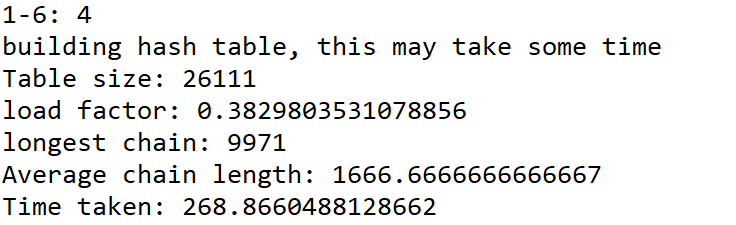 1-6: 4
building hash table, this may take some time
Table size: 26111
load factor: 0.3829803531078856
longest chain: 9971
Average chain length: 1666.6666666666667
Time taken: 268.8660488128662